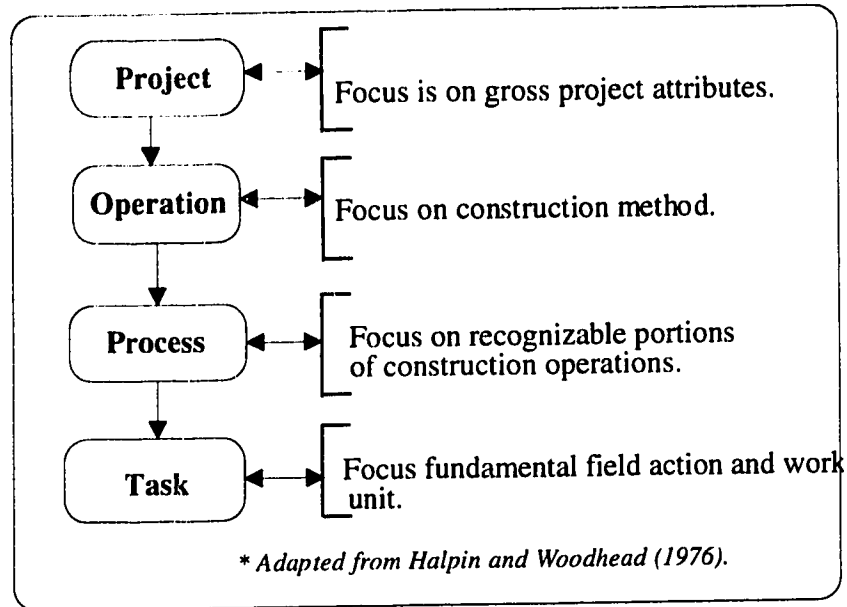 Project
Focus is on gross project attributes.
Operation
Focus on construction method.
Process
Focus on recognizable portions
of construction operations.
Task
Focus fundamental field action and work
unit.
* Adapted from Halpin and Woodhead (1976).